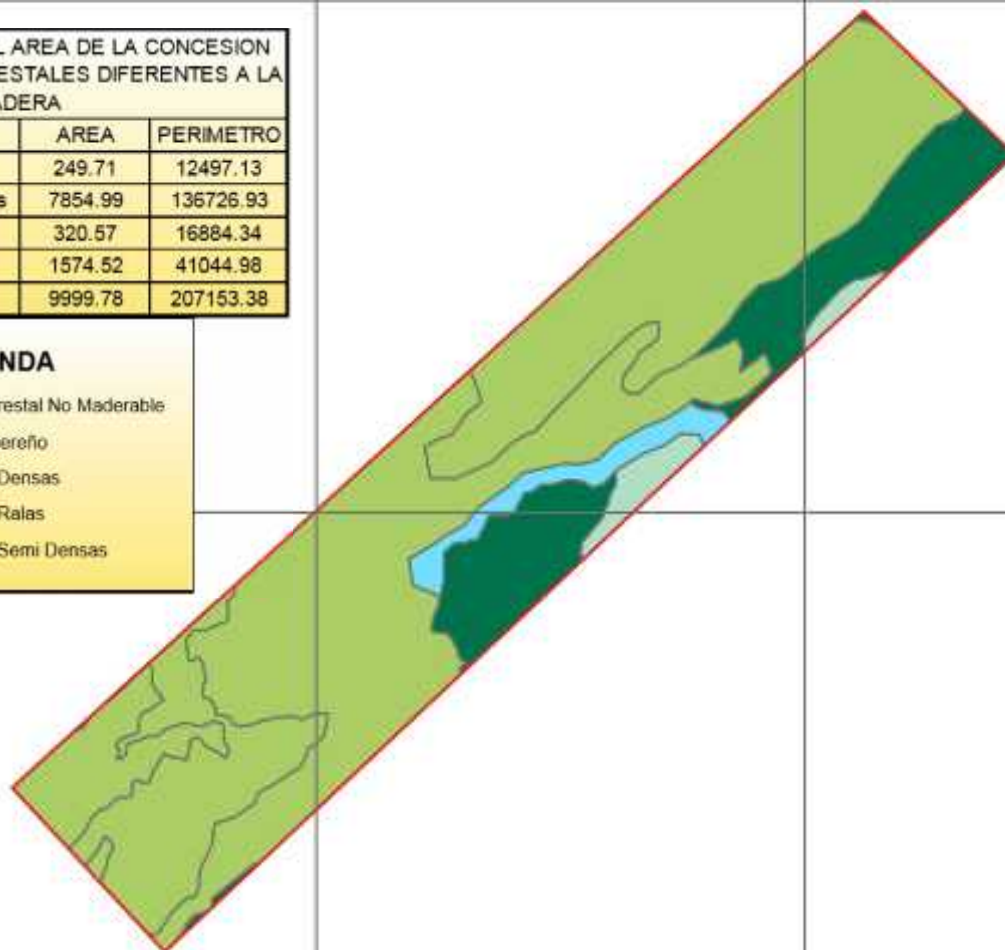 L AREA DE LA CONCESION
ESTALES DIFERENTES A LA
ADERA
AREA PERIMETRO
249.71 12497.13
s 7854.99 136726.93
320.57 16884.34
1574.52 41044.98
9999.78 207153.38
NDA
restal No Maderable
ereño
Densas
Ralas
Semi Densas